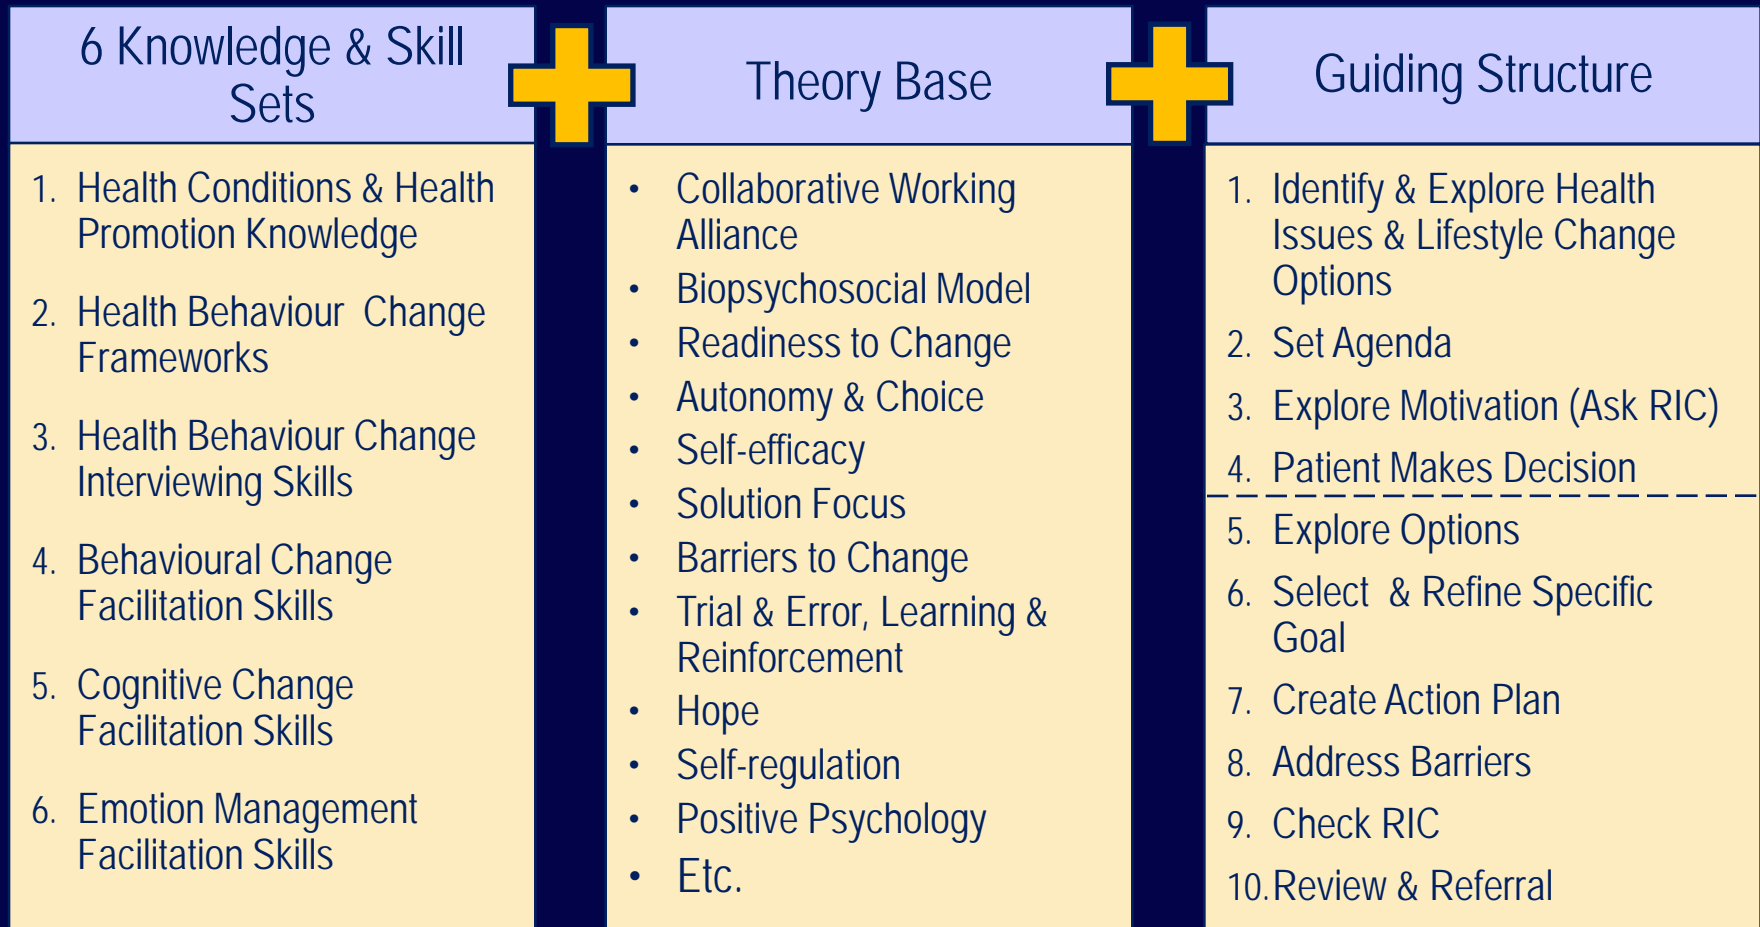 6 Knowledge & Skill
Sets
1. Health Conditions & Health
Promotion Knowledge
2. Health Behaviour  Change
Frameworks
3. Health Behaviour Change
Interviewing Skills
4. Behavioural Change
Facilitation Skills
5. Cognitive Change
Facilitation Skills
6. Emotion Management
Facilitation Skills
Theory Base
• Collaborative Working
Alliance
• Biopsychosocial Model
• Readiness to Change
• Autonomy & Choice
• Self-efficacy
• Solution Focus
• Barriers to Change
• Trial & Error, Learning &
Reinforcement
• Hope
• Self-regulation
• Positive Psychology
• Etc.
Guiding Structure
1. Identify & Explore Health
Issues & Lifestyle Change
Options
2. Set Agenda
3. Explore Motivation (Ask RIC)
4. Patient Makes Decision
5. Explore Options
6. Select  & Refine Specific
Goal
7. Create Action Plan
8. Address Barriers
9. Check RIC
10. Review & Referral